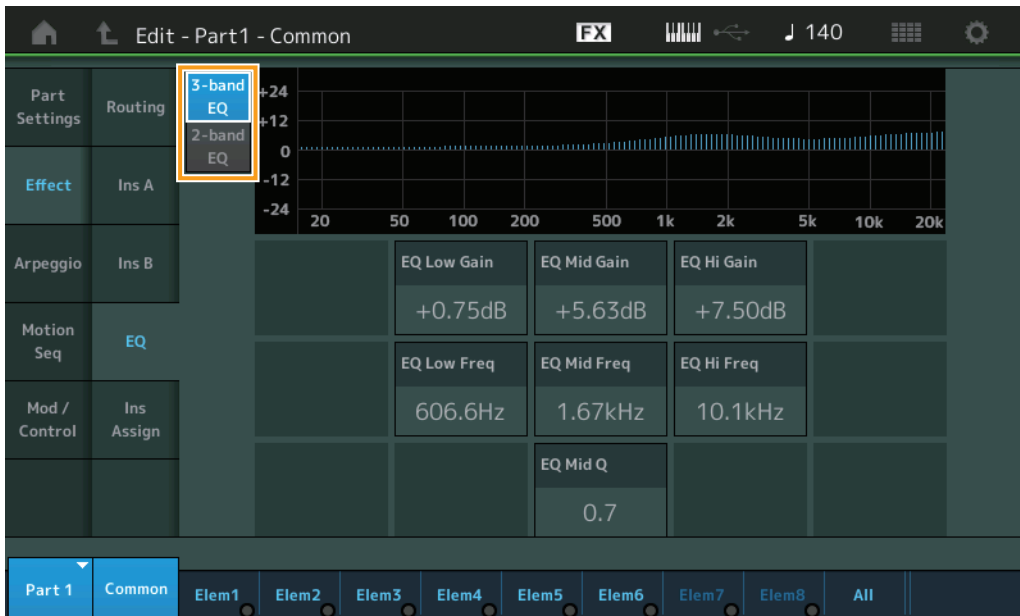 Edit - Part1 - Common
FX
♩ 140
Part
Settings
Effect
Arpeggio
Motion
Seq
Mod /
Control
Routing
Ins A
Ins B
EQ
Ins
Assign
3-band
EQ
2-band
EQ
+24
+12
0
-12
-24
20 50 100 200 500 1k 2k 5k 10k 20k
EQ Low Gain EQ Mid Gain EQ Hi Gain
+0.75dB +5.63dB +7.50dB
EQ Low Freq EQ Mid Freq EQ Hi Freq
606.6Hz 1.67kHz 10.1kHz
EQ Mid Q
0.7
Part 1 Common Elem1 Elem2 Elem3 Elem4 Elem5 Elem6 Elem7 Elem8 All